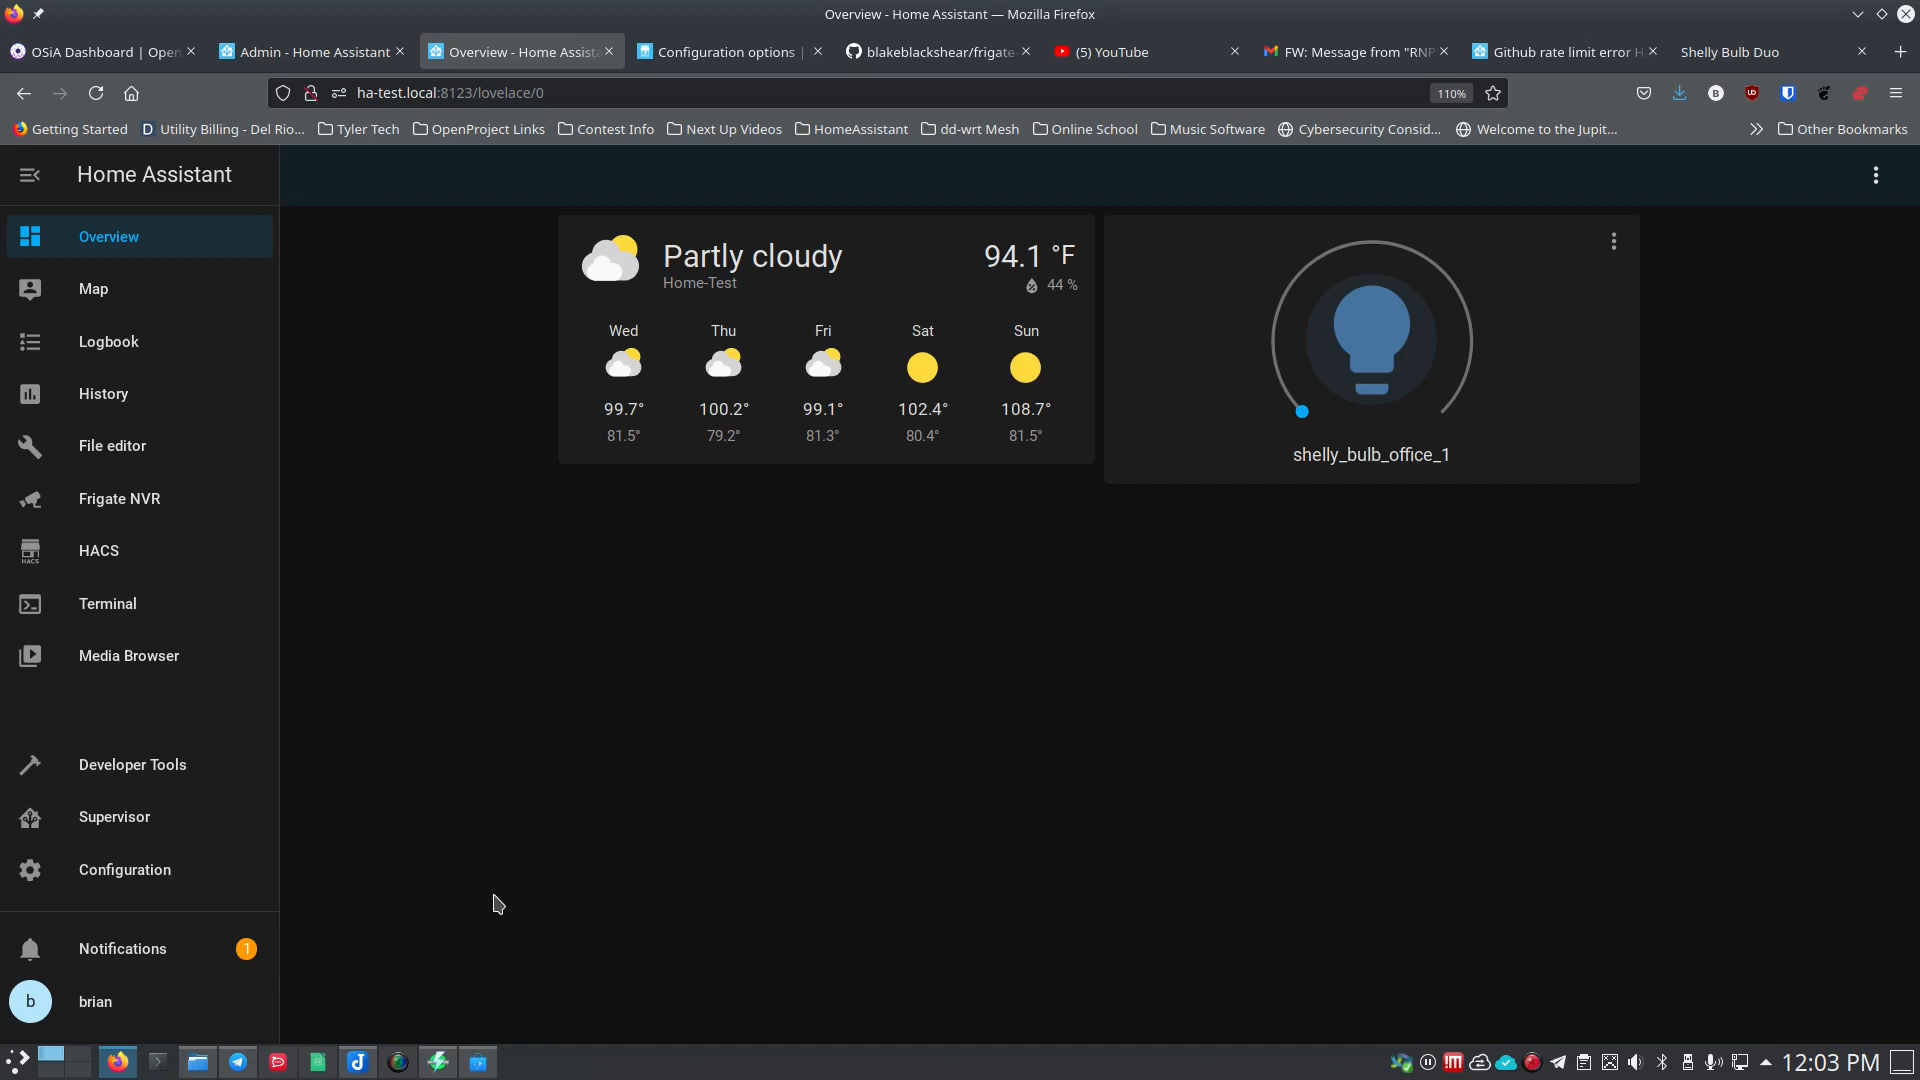 Overview - Home Assistant — Mozilla Firefox
OSiA Dashboard | Open
Admin - Home Assistant
Overview - Home Assista
Configuration options |
blakeblackshear/frigate-
(5) YouTube
FW: Message from "RNP
Github rate limit error H
Shelly Bulb Duo
ha-test.local:8123/lovelace/0
110%
Getting Started
Utility Billing - Del Rio...
Tyler Tech
OpenProject Links
Contest Info
Next Up Videos
HomeAssistant
dd-wrt Mesh
Online School
Music Software
Cybersecurity Consid...
Welcome to the Jupit...
Other Bookmarks
Home Assistant
Overview
Map
Logbook
History
File editor
Frigate NVR
HACS
HACS
Terminal
Media Browser
Developer Tools
Supervisor
Configuration
Notifications
1
b
brian
Partly cloudy
Home-Test
94.1 °F
44 %
Wed Thu Fri Sat Sun
99.7° 100.2° 99.1° 102.4° 108.7°
81.5° 79.2° 81.3° 80.4° 81.5°
shelly_bulb_office_1
12:03 PM